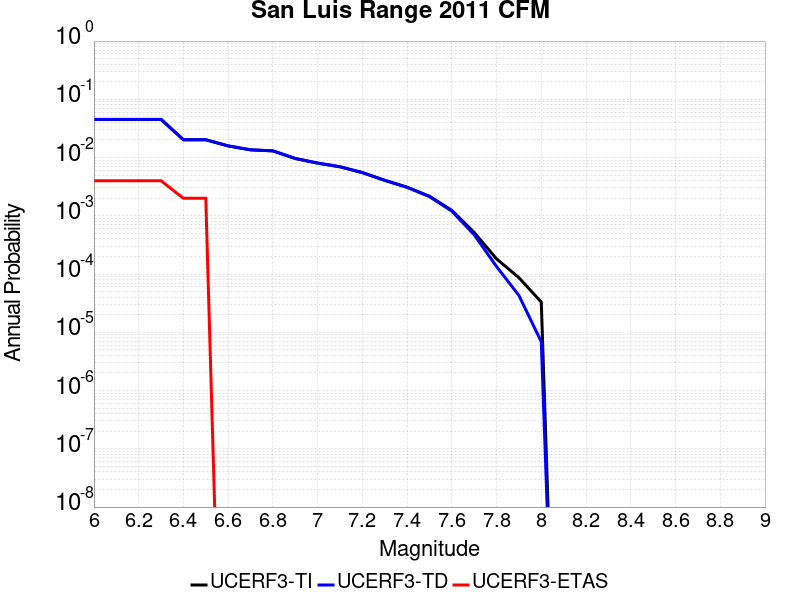 San Luis Range 2011 CFM
10^0
10^-1
10^-2
10^-3
10^-4
10^-5
10^-6
10^-7
10^-8
Annual Probability
6 6.2 6.4 6.6 6.8 7 7.2 7.4 7.6 7.8 8 8.2 8.4 8.6 8.8 9
Magnitude
UCERF3-TI UCERF3-TD UCERF3-ETAS